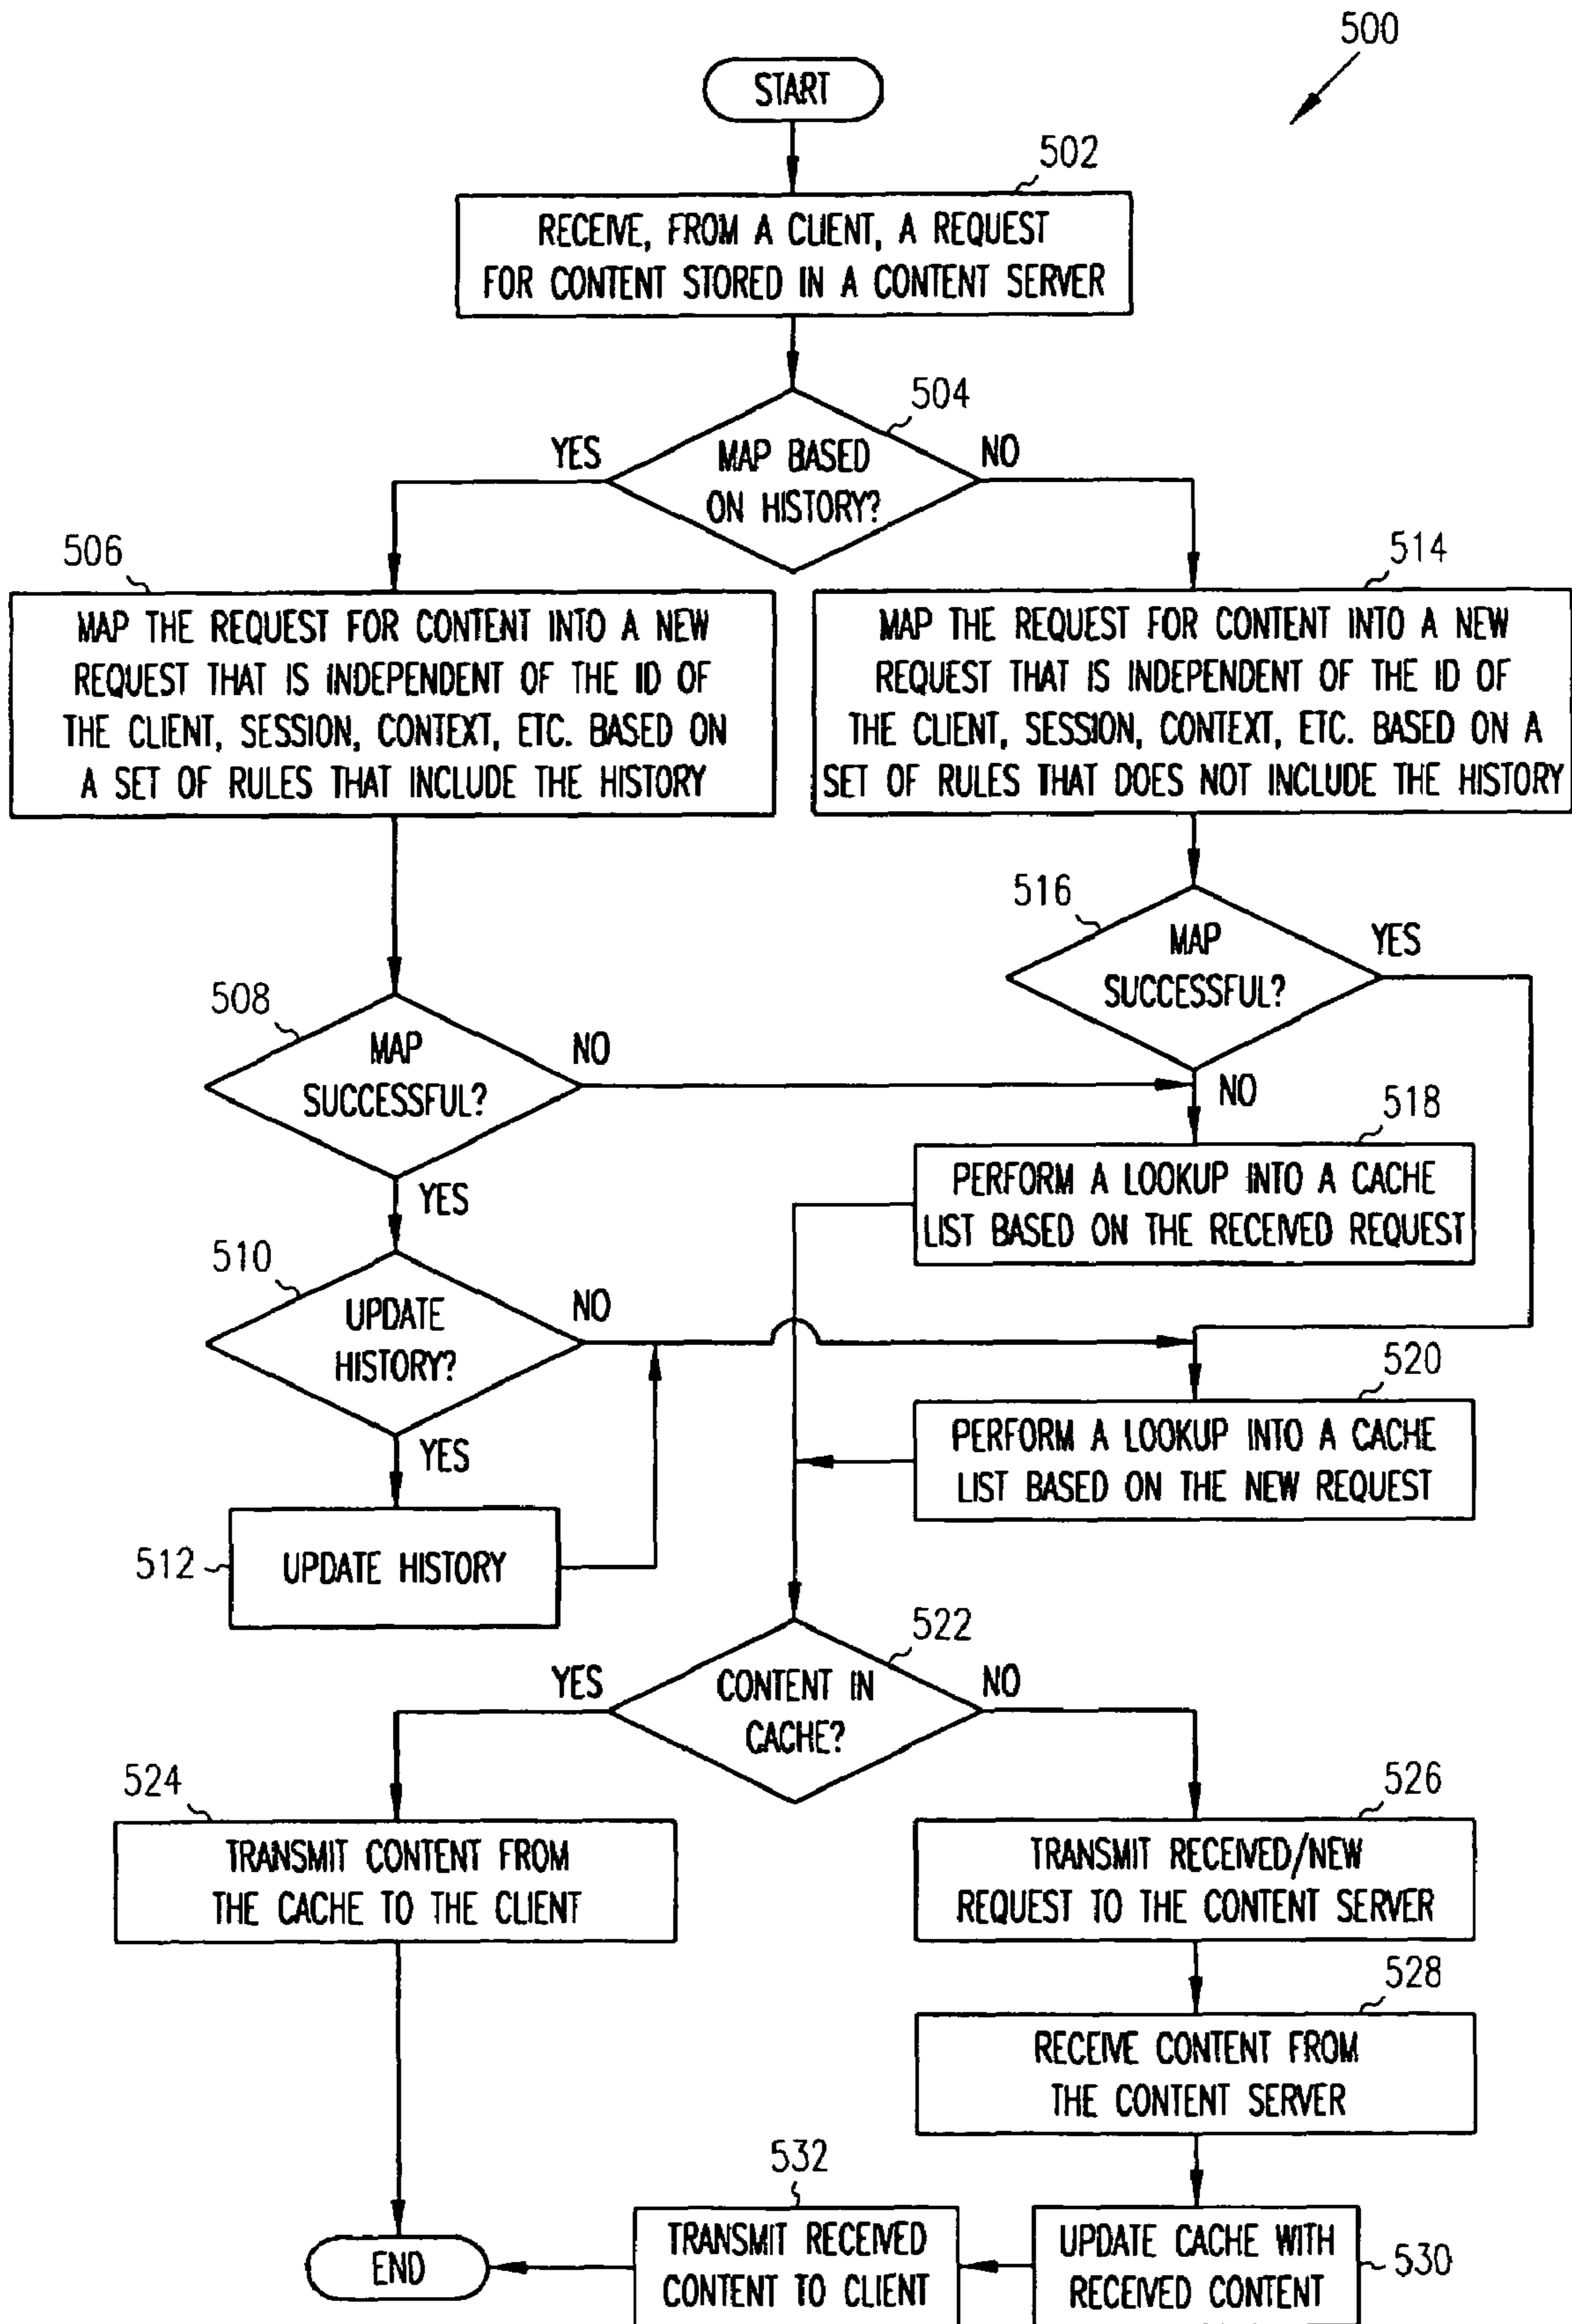 500
START
502
RECEIVE, FROM A CLIENT, A REQUEST
FOR CONTENT STORED IN A CONTENT SERVER
504
YES
MAP BASED
ON HISTORY?
NO
506
MAP THE REQUEST FOR CONTENT INTO A NEW
REQUEST THAT IS INDEPENDENT OF THE ID OF
THE CLIENT, SESSION, CONTEXT, ETC. BASED ON
A SET OF RULES THAT INCLUDE THE HISTORY
514
MAP THE REQUEST FOR CONTENT INTO A NEW
REQUEST THAT IS INDEPENDENT OF THE ID OF
THE CLIENT, SESSION, CONTEXT, ETC. BASED ON A
SET OF RULES THAT DOES NOT INCLUDE THE HISTORY
516
MAP
SUCCESSFUL?
YES
NO
508
MAP
SUCCESSFUL?
NO
YES
518
PERFORM A LOOKUP INTO A CACHE
LIST BASED ON THE RECEIVED REQUEST
510
UPDATE
HISTORY?
NO
YES
520
PERFORM A LOOKUP INTO A CACHE
LIST BASED ON THE NEW REQUEST
512
UPDATE HISTORY
522
YES
CONTENT IN
CACHE?
NO
524
TRANSMIT CONTENT FROM
THE CACHE TO THE CLIENT
526
TRANSMIT RECEIVED/NEW
REQUEST TO THE CONTENT SERVER
528
RECEIVE CONTENT FROM
THE CONTENT SERVER
532
TRANSMIT RECEIVED
CONTENT TO CLIENT
UPDATE CACHE WITH
RECEIVED CONTENT
530
END